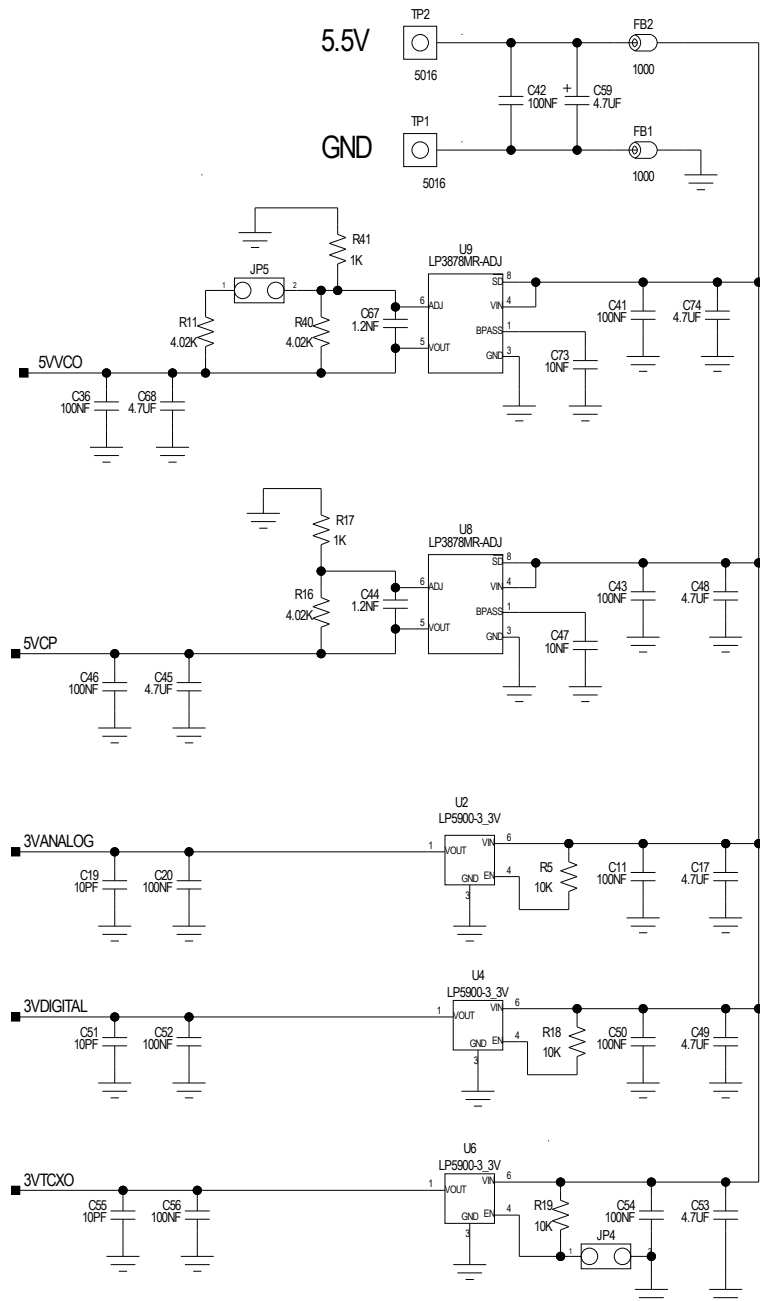 TP2
5.5V
5016
FB2
1000
C42
100NF
+
C59
4.7UF
TP1
GND
5016
FB1
1000
R41
1K
JP5
1
2
R11
4.02K
R40
4.02K
C67
1.2NF
U9
LP3878MR-ADJ
SD
8
VIN
4
6
ADJ
BPASS
1
5
VOUT
GND
3
C73
10NF
C41
100NF
C74
4.7UF
5VVCO
C36
100NF
C68
4.7UF
R17
1K
R16
4.02K
C44
1.2NF
U8
LP3878MR-ADJ
SD
8
VIN
4
6
ADJ
BPASS
1
5
VOUT
GND
3
C47
10NF
C43
100NF
C48
4.7UF
5VCP
C46
100NF
C45
4.7UF
U2
LP5900-3_3V
3VANALOG
1
VOUT
VIN
6
GND
EN
4
3
R5
10K
C19
10PF
C20
100NF
C11
100NF
C17
4.7UF
U4
LP5900-3_3V
3VDIGITAL
1
VOUT
VIN
6
GND
EN
4
3
R18
10K
C51
10PF
C52
100NF
C50
100NF
C49
4.7UF
U6
LP5900-3_3V
3VTCXO
1
VOUT
VIN
6
GND
EN
4
3
R19
10K
C55
10PF
C56
100NF
C54
100NF
C53
4.7UF
JP4
1
2